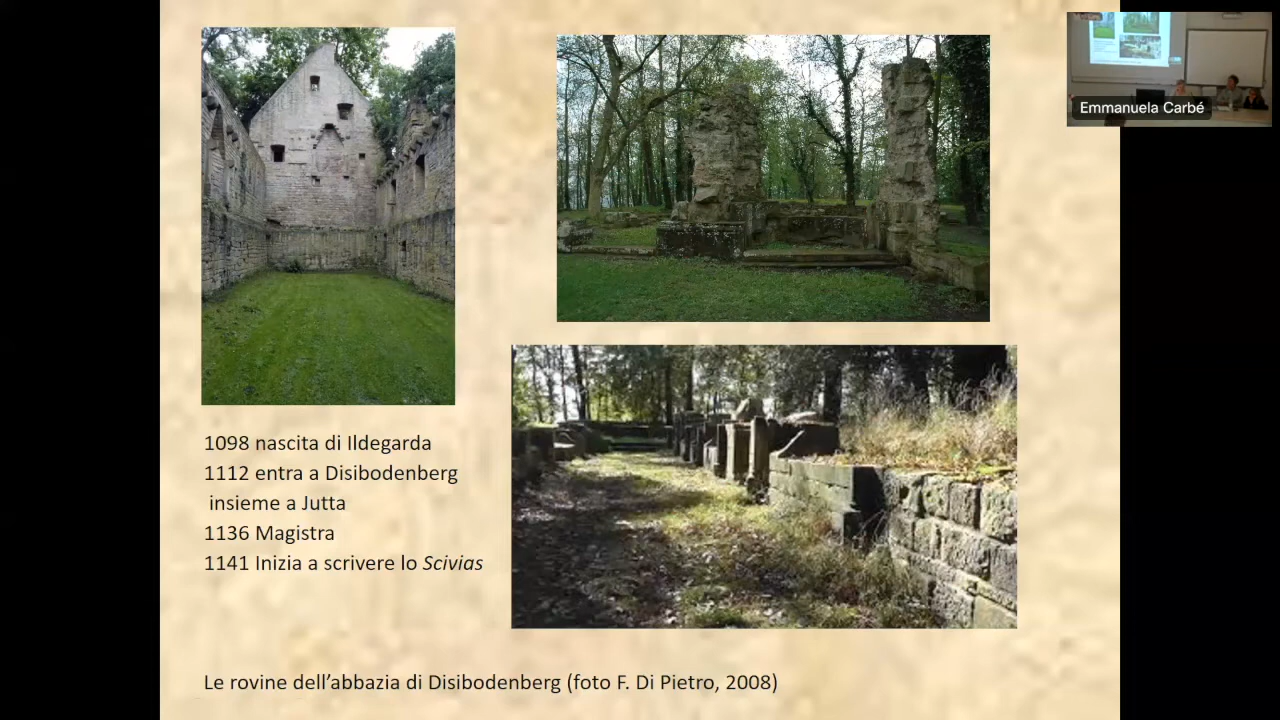 Emmanuela Carbé
1098 nascita di Ildegarda
1112 entra a Disibodenberg
insieme a Jutta
1136 Magistra
1141 Inizia a scrivere lo Scivias
Le rovine dell'abbazia di Disibodenberg (foto F. Di Pietro, 2008)